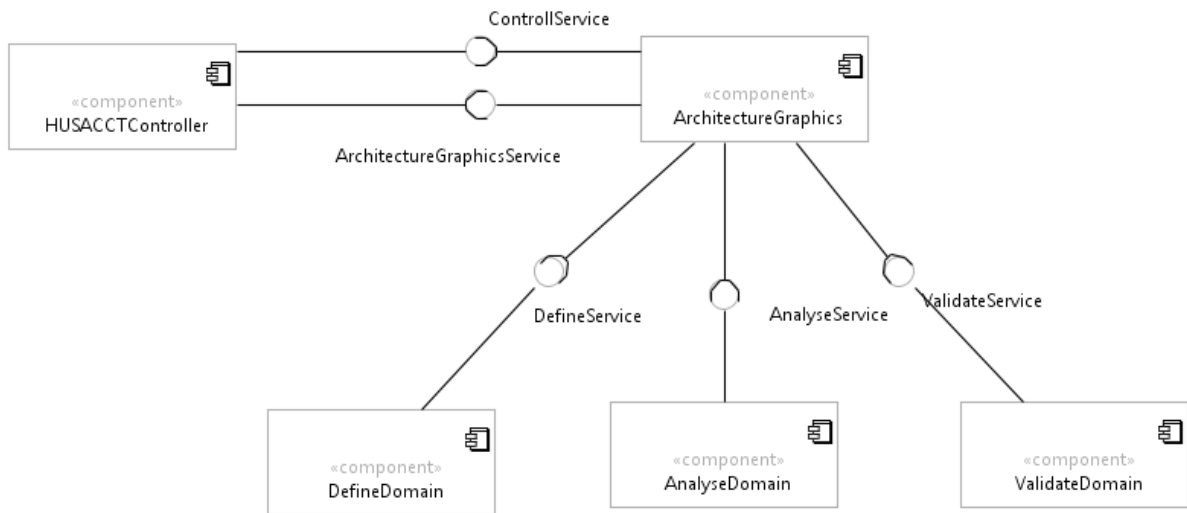 ControllService
«component»
HUSACCTController
«component»
ArchitectureGraphics
ArchitectureGraphicsService
DefineService
AnalyseService
ValidateService
«component»
DefineDomain
«component»
AnalyseDomain
«component»
ValidateDomain